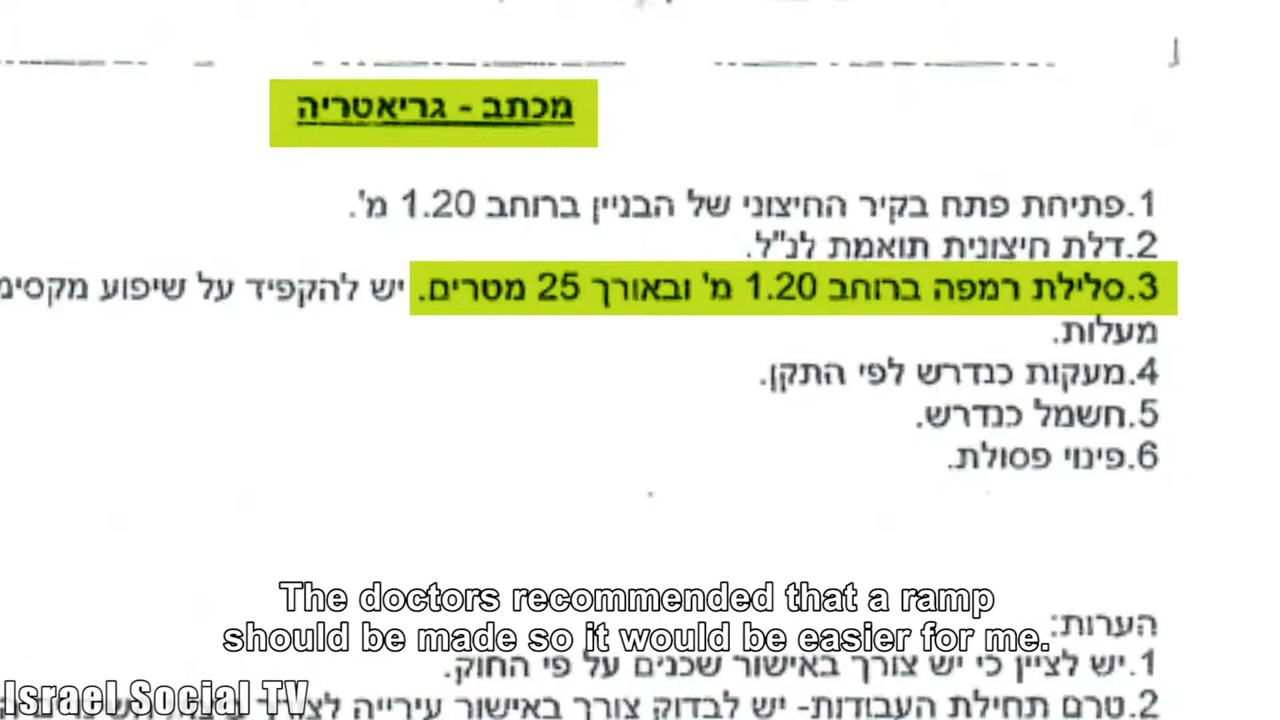 מכתב - גריאטריה
1.פתיחת פתח בקיר החיצוני של הבניין ברוחב 1.20 מ'.
2.דלת חיצונית תואמת לנ"ל.
3.סלילת רמפה ברוחב 1.20 מ' ובאורך 25 מטרים. יש להקפיד על שיפוע
מעלות.
4.מעקות כנדרש לפי התקן.
5.חשמל כנדרש.
6.פינוי פסולת.
The doctors recommended that a ramp
should be made so it would be easier for me.
הערות:
1.יש לציין כי יש צורך באישור שכנים על פי החוק.
2.טרם תחילת העבודות- יש לבדוק צורך באישור עירייה
Israel Social TV